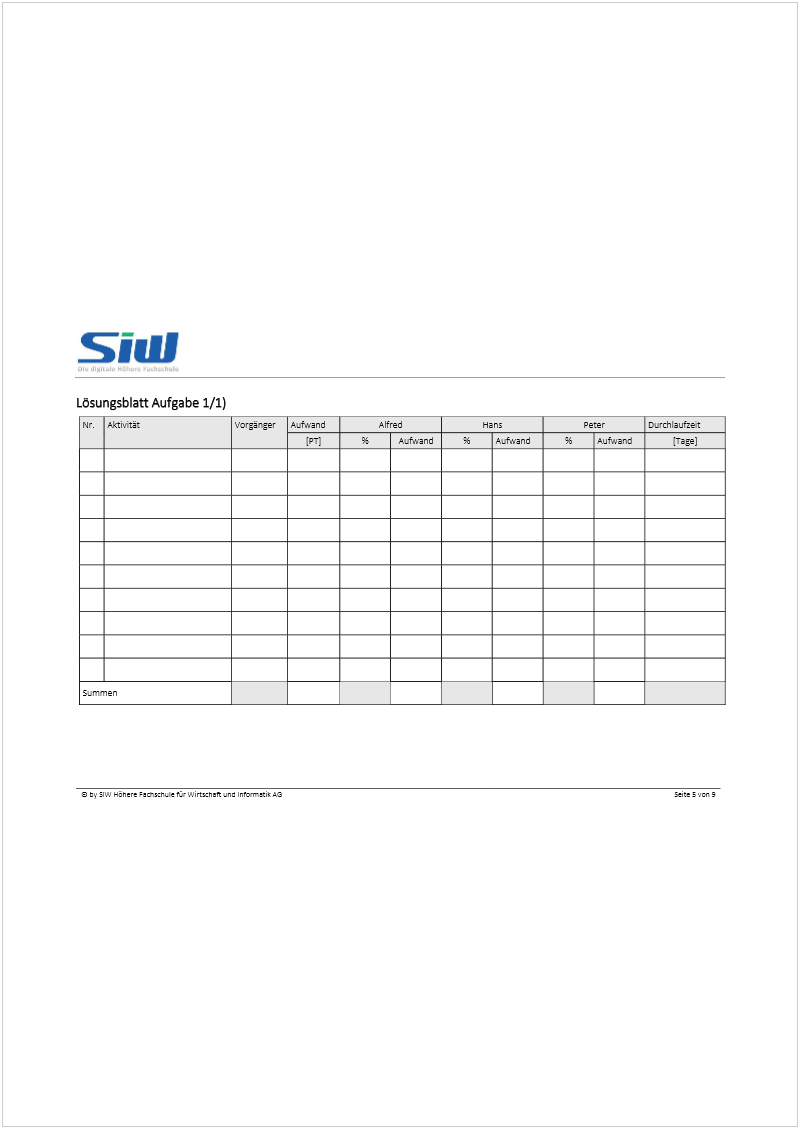 SiW
Die digitale Höhere Fachschule
Lösungsblatt Aufgabe 1/1)
Nr. Aktivität Vorgänger Aufwand Alfred Hans Peter Durchlaufzeit
[PT] % Aufwand % Aufwand % Aufwand [Tage]
Summen
© by SIW Höhere Fachschule für Wirtschaft und Informatik AG Seite 5 von 9